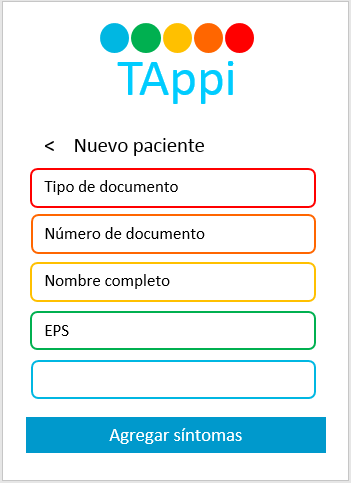 TAppi
< Nuevo paciente
Tipo de documento
Número de documento
Nombre completo
EPS
Agregar síntomas